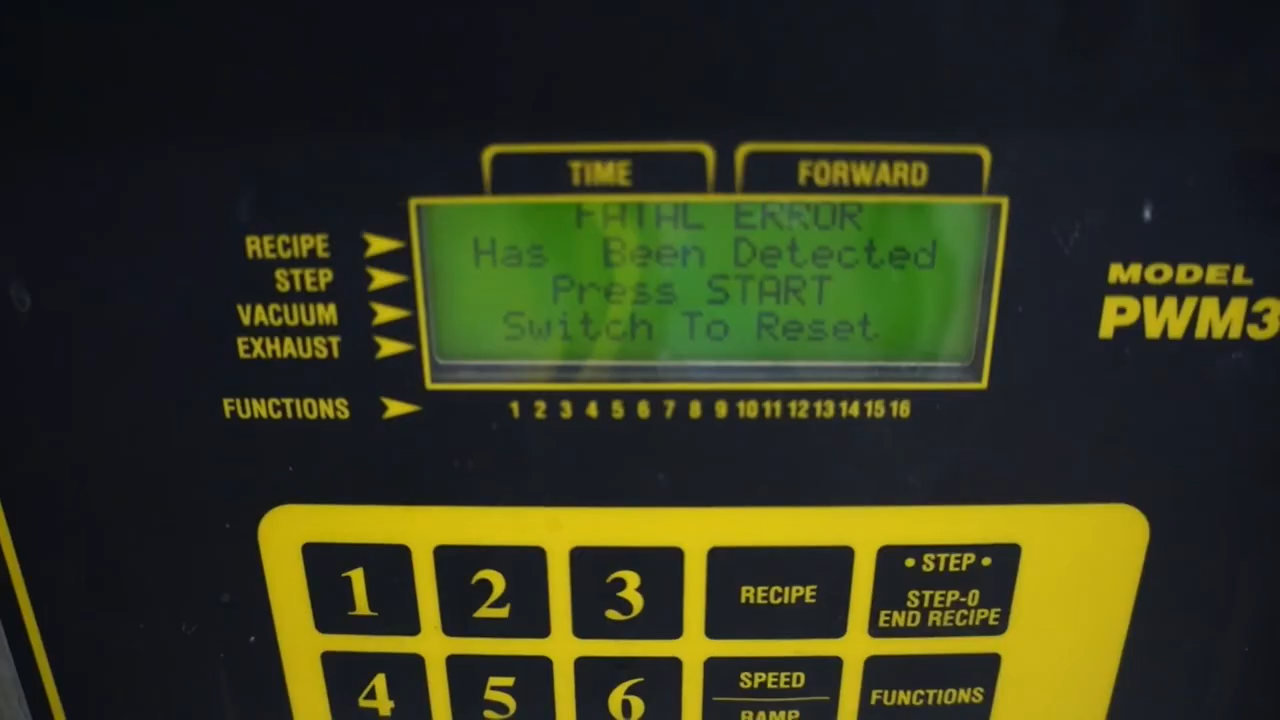 TIME FORWARD
FATAL ERROR
RECIPE Has Been Detected
STEP Press START
VACUUM Switch To Reset
EXHAUST
MODEL
PWM3
FUNCTIONS 1 2 3 4 5 6 7 8 9 10 11 12 13 14 15 16
1 2 3 RECIPE • STEP •
STEP-0
END RECIPE
4 5 6 SPEED FUNCTIONS
RAMP